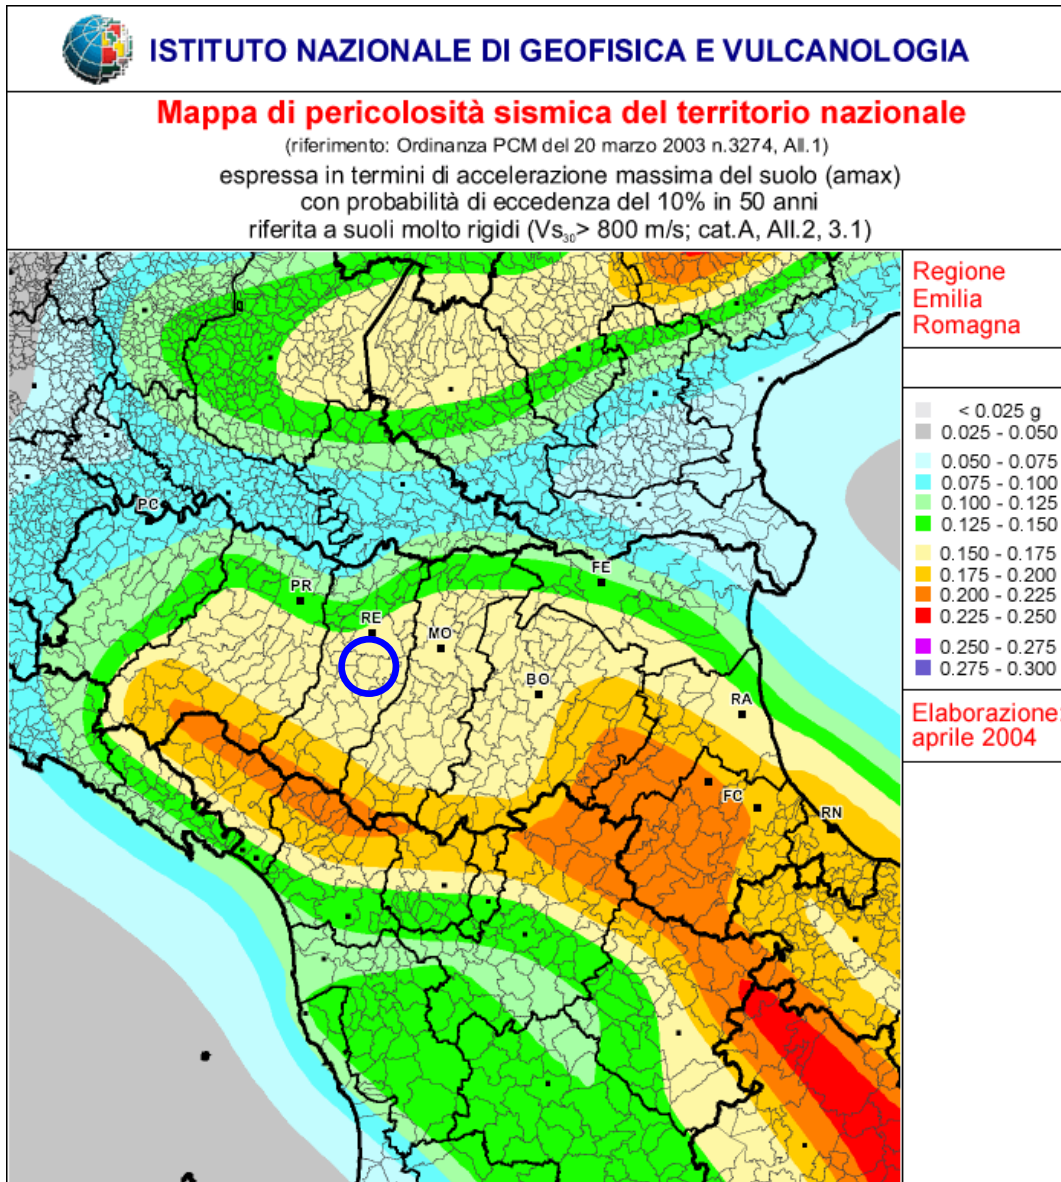 ISTITUTO NAZIONALE DI GEOFISICA E VULCANOLOGIA
Mappa di pericolosità sismica del territorio nazionale
(riferimento: Ordinanza PCM del 20 marzo 2003 n.3274, All.1)
espressa in termini di accelerazione massima del suolo (amax)
con probabilità di eccedenza del 10% in 50 anni
riferita a suoli molto rigidi (Vs₃₀> 800 m/s; cat.A, All.2, 3.1)
Regione
Emilia
Romagna
< 0.025 g
0.025 - 0.050
0.050 - 0.075
0.075 - 0.100
0.100 - 0.125
0.125 - 0.150
0.150 - 0.175
0.175 - 0.200
0.200 - 0.225
0.225 - 0.250
0.250 - 0.275
0.275 - 0.300
Elaborazione:
aprile 2004
PC
PR
RE
MO
FE
BO
RA
FC
RN